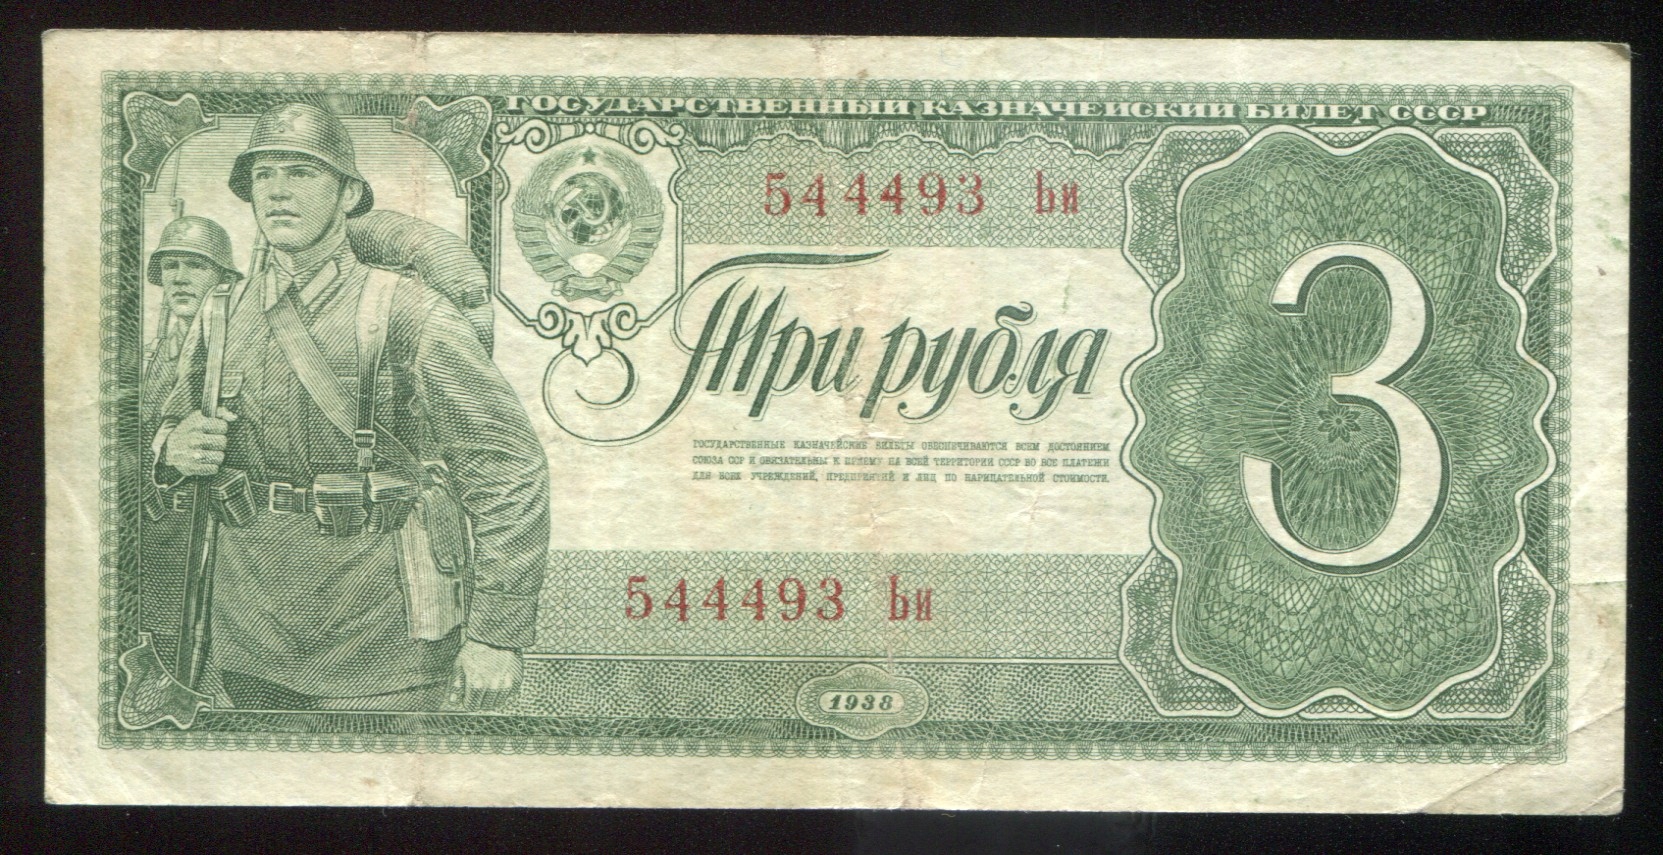 ГОСУДАРСТВЕННЫЙ КАЗНАЧЕЙСКИЙ БИЛЕТ СССР
544493 Ьи
Три рубля
3
ГОСУДАРСТВЕННЫЕ КАЗНАЧЕЙСКИЕ БИЛЕТЫ ОБЕСПЕЧИВАЮТСЯ ВСЕМ ДОСТОЯНИЕМ
СОЮЗА ССР И ОБЯЗАТЕЛЬНЫ К ПРИЕМУ НА ВСЕЙ ТЕРРИТОРИИ СССР ВО ВСЕ ПЛАТЕЖИ
ДЛЯ ВСЕХ УЧРЕЖДЕНИЙ, ПРЕДПРИЯТИЙ И ЛИЦ ПО НАРИЦАТЕЛЬНОЙ СТОИМОСТИ.
544493 Ьи
1938